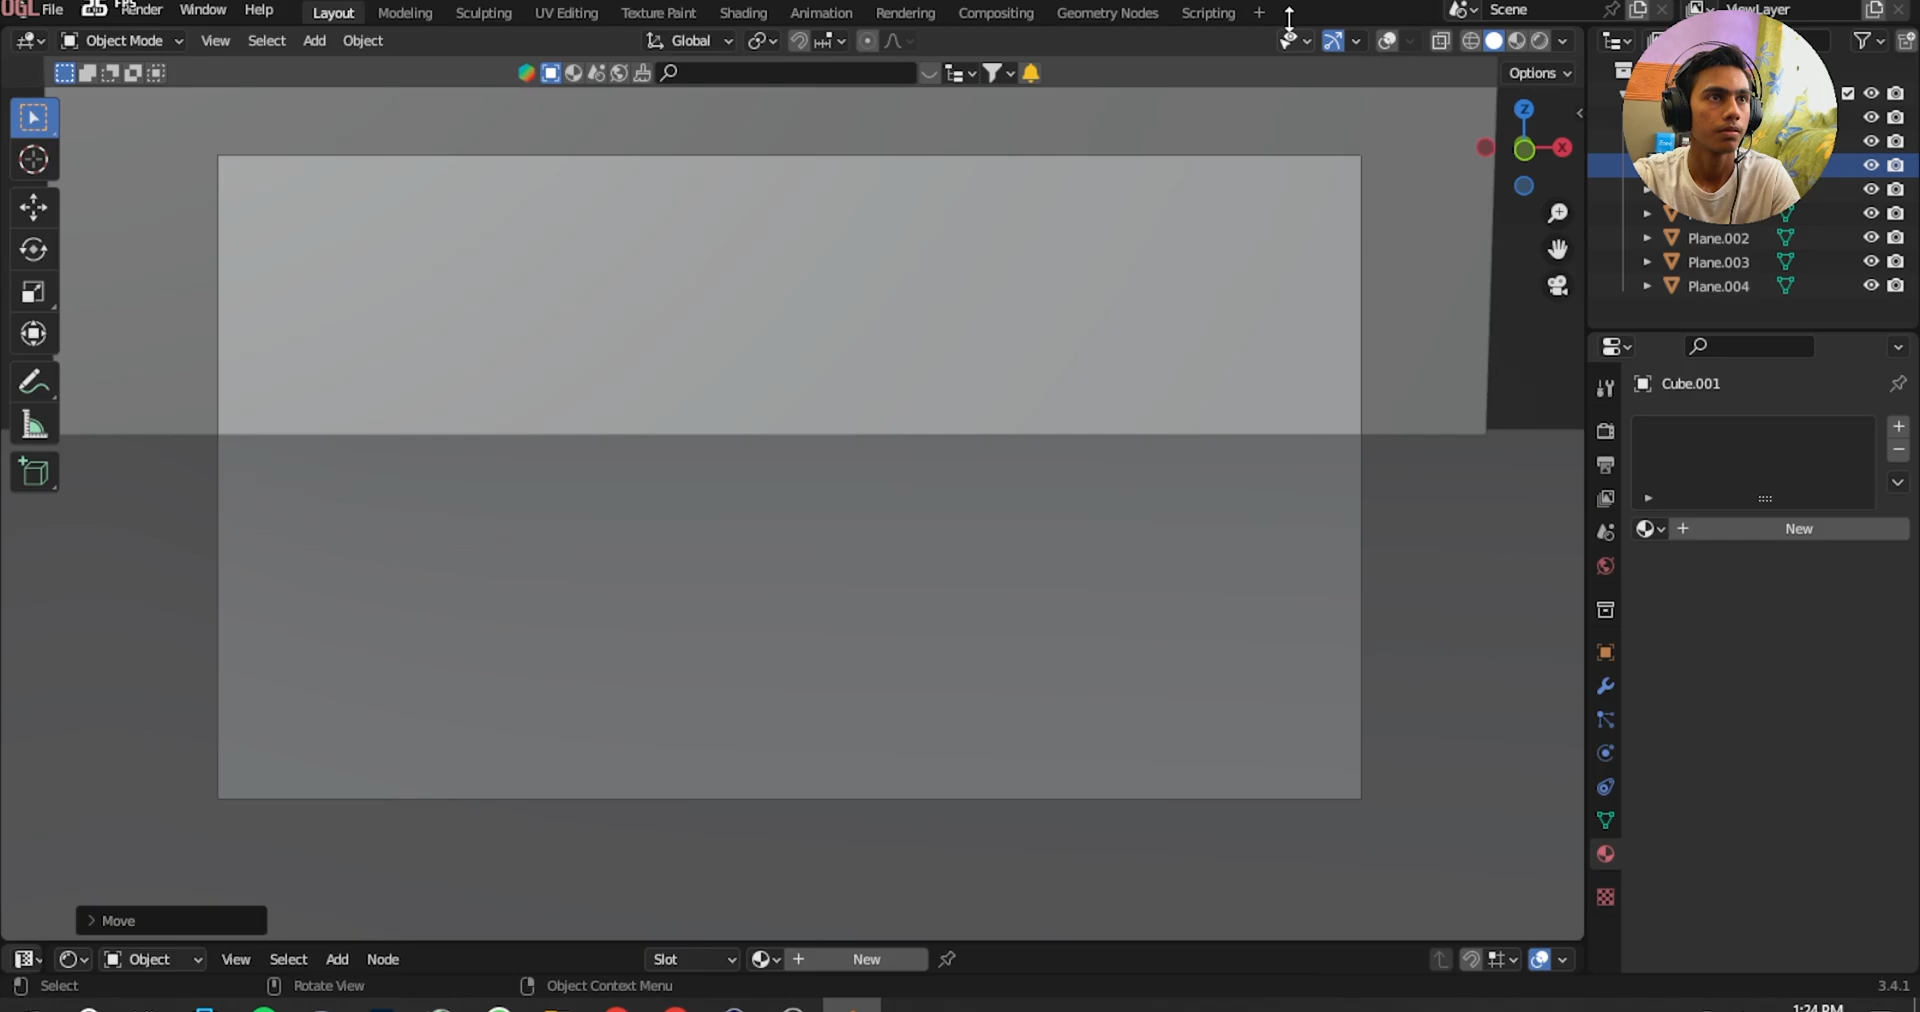 OGL File 25 FPS Render Window Help Layout Modeling Sculpting UV Editing Texture Paint Shading Animation Rendering Compositing Geometry Nodes Scripting + Scene ViewLayer
Object Mode View Select Add Object Global
Options
Z
X
Plane.002
Plane.003
Plane.004
Cube.001
New
Move
Object View Select Add Node Slot New
Select Rotate View Object Context Menu 3.4.1
1:24 PM